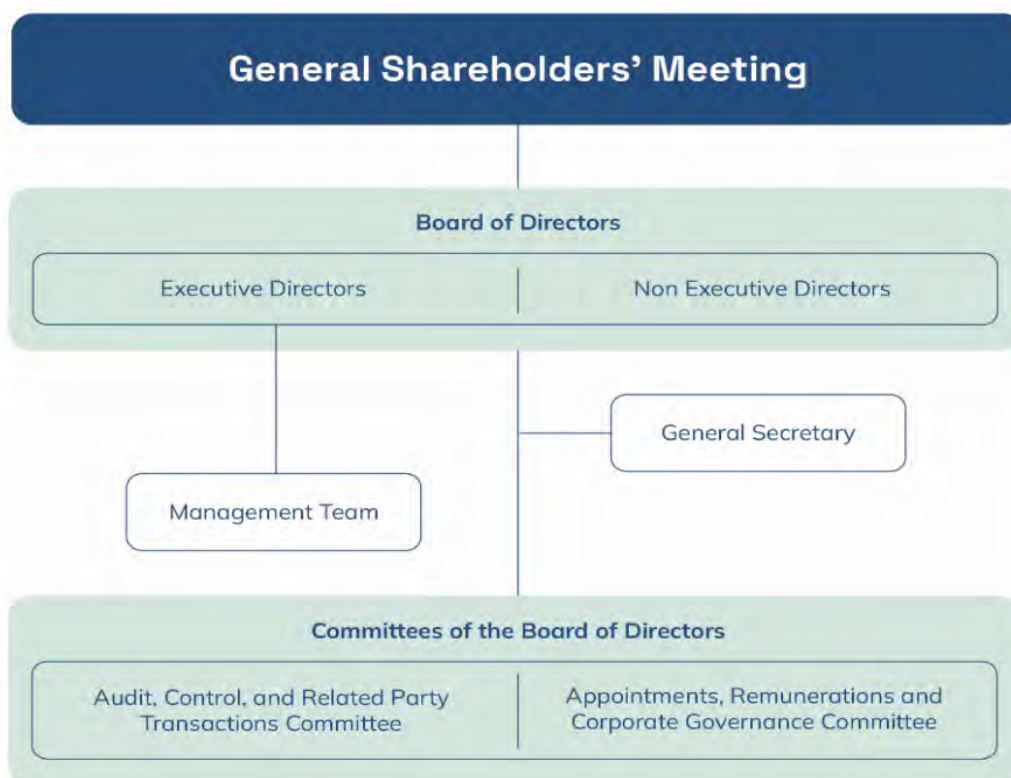 General Shareholders’ Meeting
Board of Directors
Executive Directors
Non Executive Directors
General Secretary
Management Team
Committees of the Board of Directors
Audit, Control, and Related Party
Transactions Committee
Appointments, Remunerations and
Corporate Governance Committee